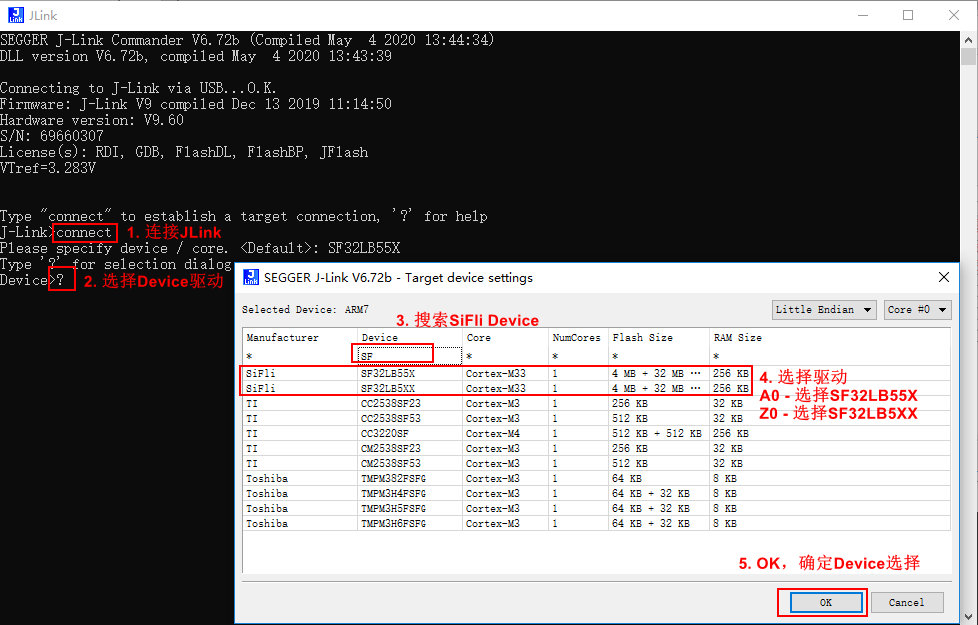 JLink
SEGGER J-Link Commander V6.72b (Compiled May  4 2020 13:44:34)
DLL version V6.72b, compiled May  4 2020 13:43:39
Connecting to J-Link via USB...O.K.
Firmware: J-Link V9 compiled Dec 13 2019 11:14:50
Hardware version: V9.60
S/N: 69660307
License(s): RDI, GDB, FlashDL, FlashBP, JFlash
VTref=3.283V
Type "connect" to establish a target connection, '?' for help
J-Link>connect 1. 连接JLink
Please specify device / core. <Default>: SF32LB55X
Type '?' for selection dialog
Device>? 2. 选择Device驱动
SEGGER J-Link V6.72b - Target device settings
Selected Device: ARM7 Little Endian Core #0
3. 搜索SiFli Device
Manufacturer Device Core NumCores Flash Size RAM Size
* SF * * * *
SiFli SF32LB55X Cortex-M33 1 4 MB + 32 MB ... 256 KB
SiFli SF32LB5XX Cortex-M33 1 4 MB + 32 MB ... 256 KB
TI CC2538SF23 Cortex-M3 1 256 KB 32 KB
TI CC2538SF53 Cortex-M3 1 512 KB 32 KB
TI CC3220SF Cortex-M4 1 512 KB + 512 KB 256 KB
TI CM2538SF23 Cortex-M3 1 256 KB 32 KB
TI CM2538SF53 Cortex-M3 1 512 KB 32 KB
Toshiba TMPM382FSFG Cortex-M3 1 64 KB 8 KB
Toshiba TMPM3H4FSFG Cortex-M3 1 64 KB + 32 KB 8 KB
Toshiba TMPM3H5FSFG Cortex-M3 1 64 KB + 32 KB 8 KB
Toshiba TMPM3H6FSFG Cortex-M3 1 64 KB + 32 KB 8 KB
4. 选择驱动
A0 - 选择SF32LB55X
Z0 - 选择SF32LB5XX
5. OK，确定Device选择
OK Cancel